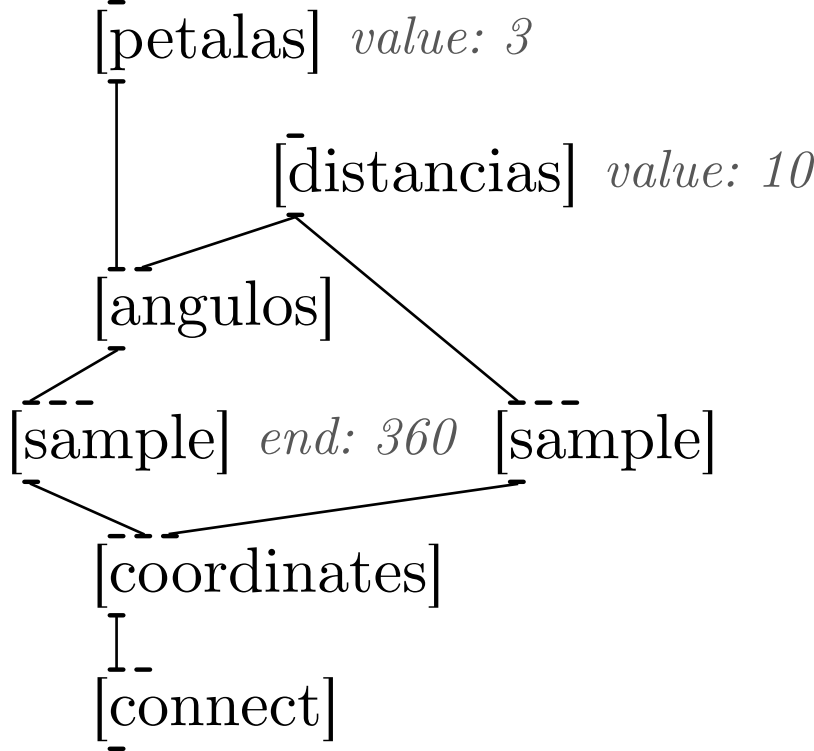 [petalas] value: 3
[distancias] value: 10
[angulos]
[sample] end: 360 [sample]
[coordinates]
[connect]